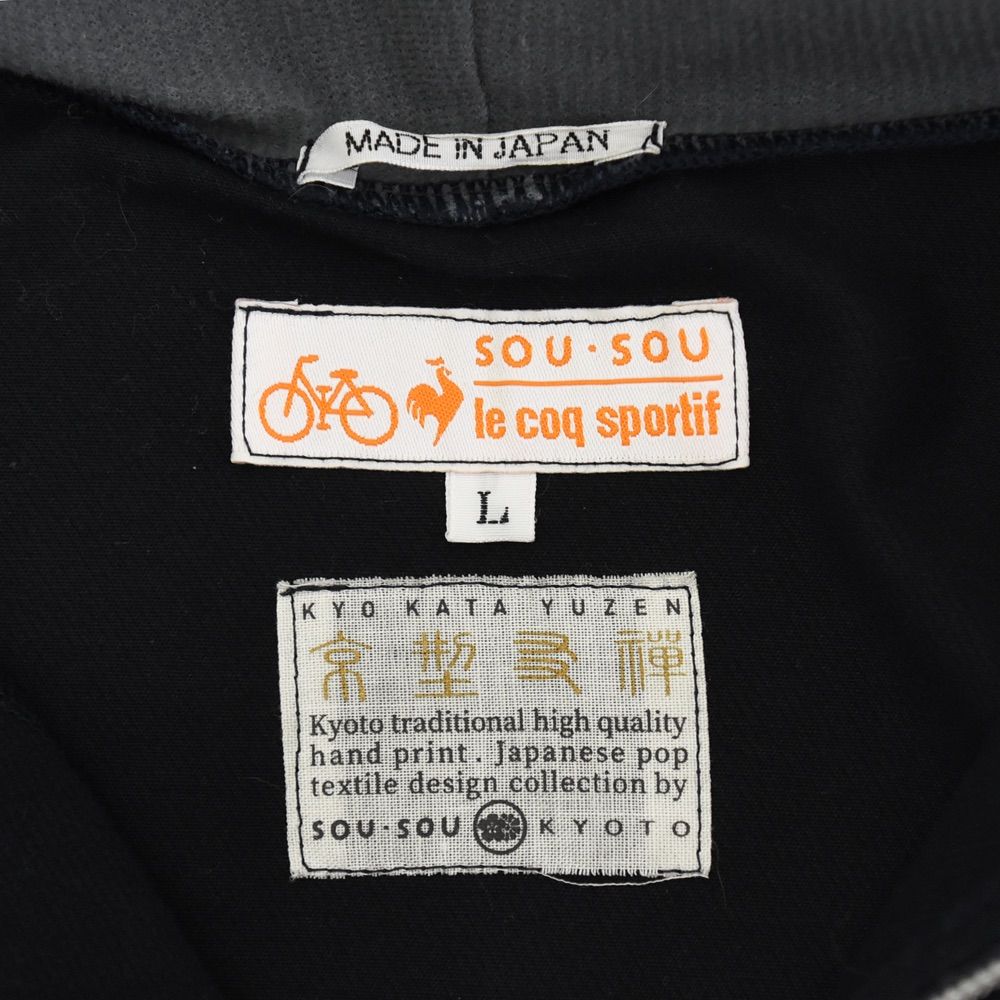 MADE IN JAPAN
SOU・SOU
le coq sportif
L
KYO KATA YUZEN
京型友禅
Kyoto traditional high quality
hand print. Japanese pop
textile design collection by
SOU・SOU KYOTO